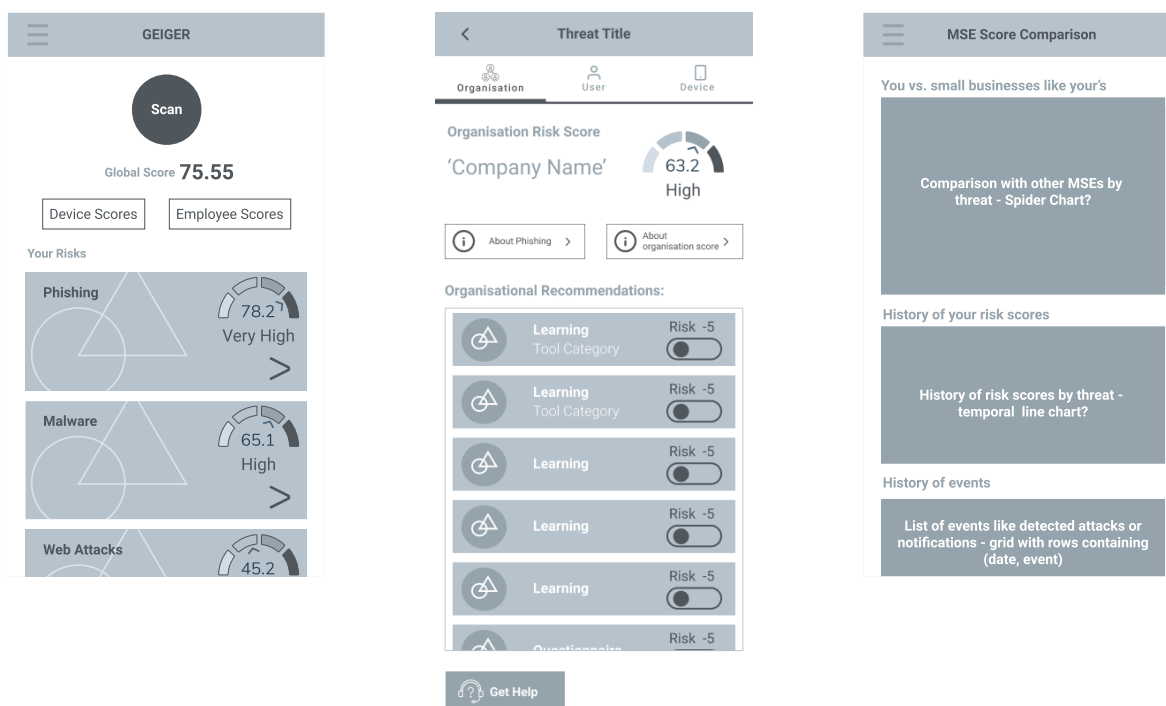 GEIGER
Scan
Global Score 75.55
Device Scores
Employee Scores
Your Risks
Phishing
78.2
Very High
>
Malware
65.1
High
>
Web Attacks
45.2
Threat Title
Organisation
User
Device
Organisation Risk Score
‘Company Name’
63.2
High
About Phishing
About
organisation score
Organisational Recommendations:
Learning
Tool Category
Risk -5
Learning
Tool Category
Risk -5
Learning
Risk -5
Learning
Risk -5
Learning
Risk -5
Questionnaire
Risk -5
Get Help
MSE Score Comparison
You vs. small businesses like your’s
Comparison with other MSEs by
threat - Spider Chart?
History of your risk scores
History of risk scores by threat -
temporal line chart?
History of events
List of events like detected attacks or
notifications - grid with rows containing
(date, event)